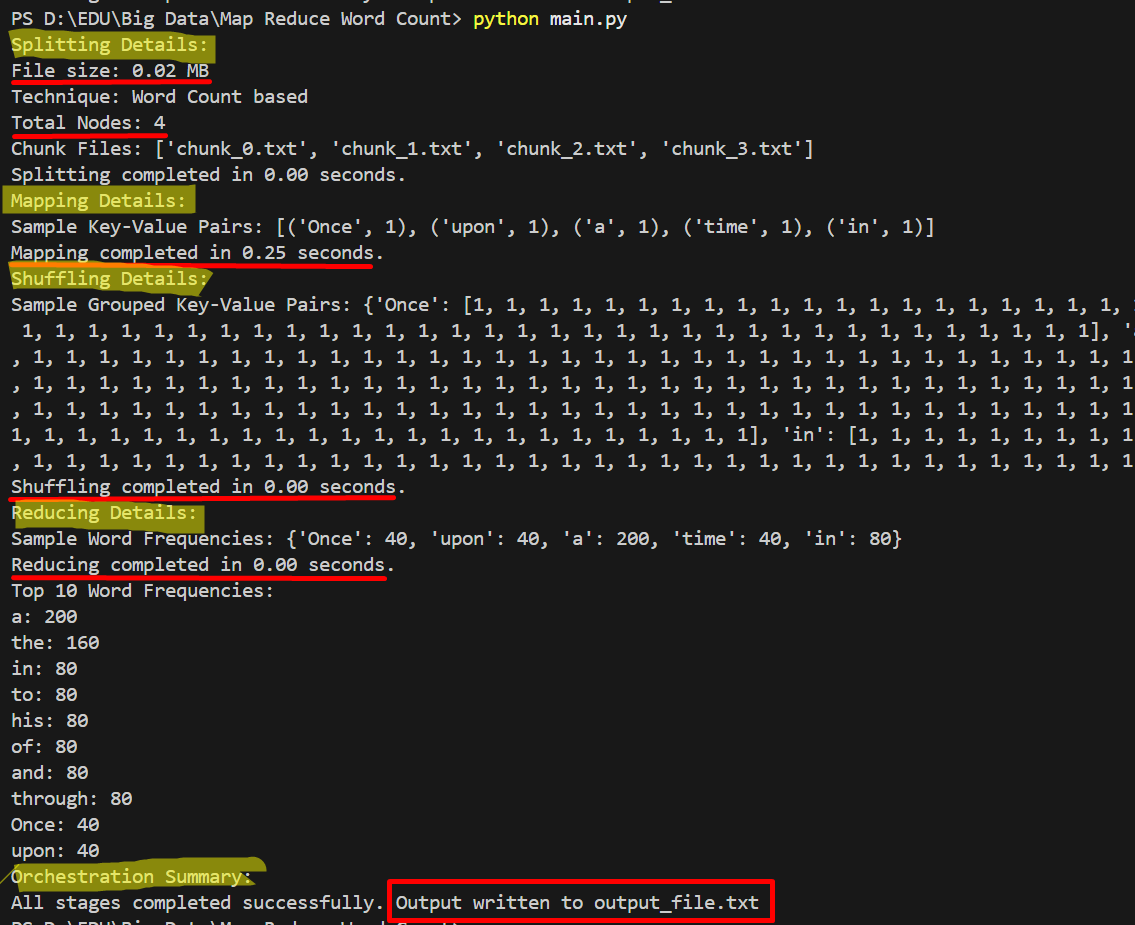 PS D:\EDU\Big Data\Map Reduce Word Count> python main.py
Splitting Details:
File size: 0.02 MB
Technique: Word Count based
Total Nodes: 4
Chunk Files: ['chunk_0.txt', 'chunk_1.txt', 'chunk_2.txt', 'chunk_3.txt']
Splitting completed in 0.00 seconds.
Mapping Details:
Sample Key-Value Pairs: [('Once', 1), ('upon', 1), ('a', 1), ('time', 1), ('in', 1)]
Mapping completed in 0.25 seconds.
Shuffling Details:
Sample Grouped Key-Value Pairs: {'Once': [1, 1, 1, 1, 1, 1, 1, 1, 1, 1, 1, 1, 1, 1, 1, 1, 1, 1, 1, 1,
1, 1, 1, 1, 1, 1, 1, 1, 1, 1, 1, 1, 1, 1, 1, 1, 1, 1, 1, 1, 1, 1, 1, 1, 1, 1, 1, 1, 1, 1, 1, 1, 1], '
, 1, 1, 1, 1, 1, 1, 1, 1, 1, 1, 1, 1, 1, 1, 1, 1, 1, 1, 1, 1, 1, 1, 1, 1, 1, 1, 1, 1, 1, 1, 1, 1, 1, 1
, 1, 1, 1, 1, 1, 1, 1, 1, 1, 1, 1, 1, 1, 1, 1, 1, 1, 1, 1, 1, 1, 1, 1, 1, 1, 1, 1, 1, 1, 1, 1, 1, 1, 1
, 1, 1, 1, 1, 1, 1, 1, 1, 1, 1, 1, 1, 1, 1, 1, 1, 1, 1, 1, 1, 1, 1, 1, 1, 1, 1, 1, 1, 1, 1, 1, 1, 1, 1
1, 1, 1, 1, 1, 1, 1, 1, 1, 1, 1, 1, 1, 1, 1, 1, 1, 1, 1, 1, 1, 1, 1], 'in': [1, 1, 1, 1, 1, 1, 1, 1, 1
, 1, 1, 1, 1, 1, 1, 1, 1, 1, 1, 1, 1, 1, 1, 1, 1, 1, 1, 1, 1, 1, 1, 1, 1, 1, 1, 1, 1, 1, 1, 1, 1, 1, 1
Shuffling completed in 0.00 seconds.
Reducing Details:
Sample Word Frequencies: {'Once': 40, 'upon': 40, 'a': 200, 'time': 40, 'in': 80}
Reducing completed in 0.00 seconds.
Top 10 Word Frequencies:
a: 200
the: 160
in: 80
to: 80
his: 80
of: 80
and: 80
through: 80
Once: 40
upon: 40
Orchestration Summary:
All stages completed successfully. Output written to output_file.txt